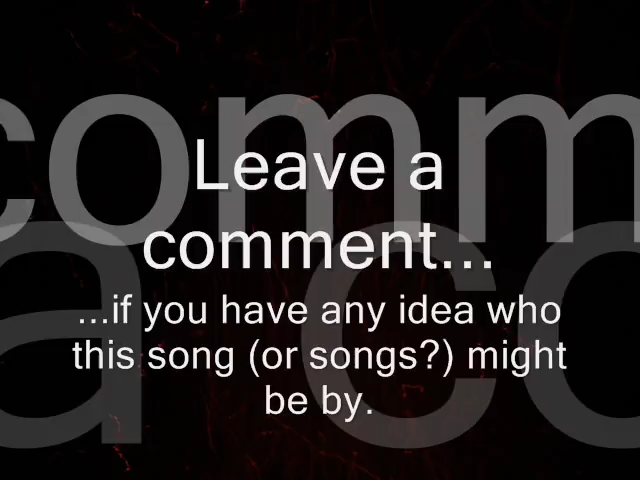 Leave a
comment...
...if you have any idea who
this song (or songs?) might
be by.